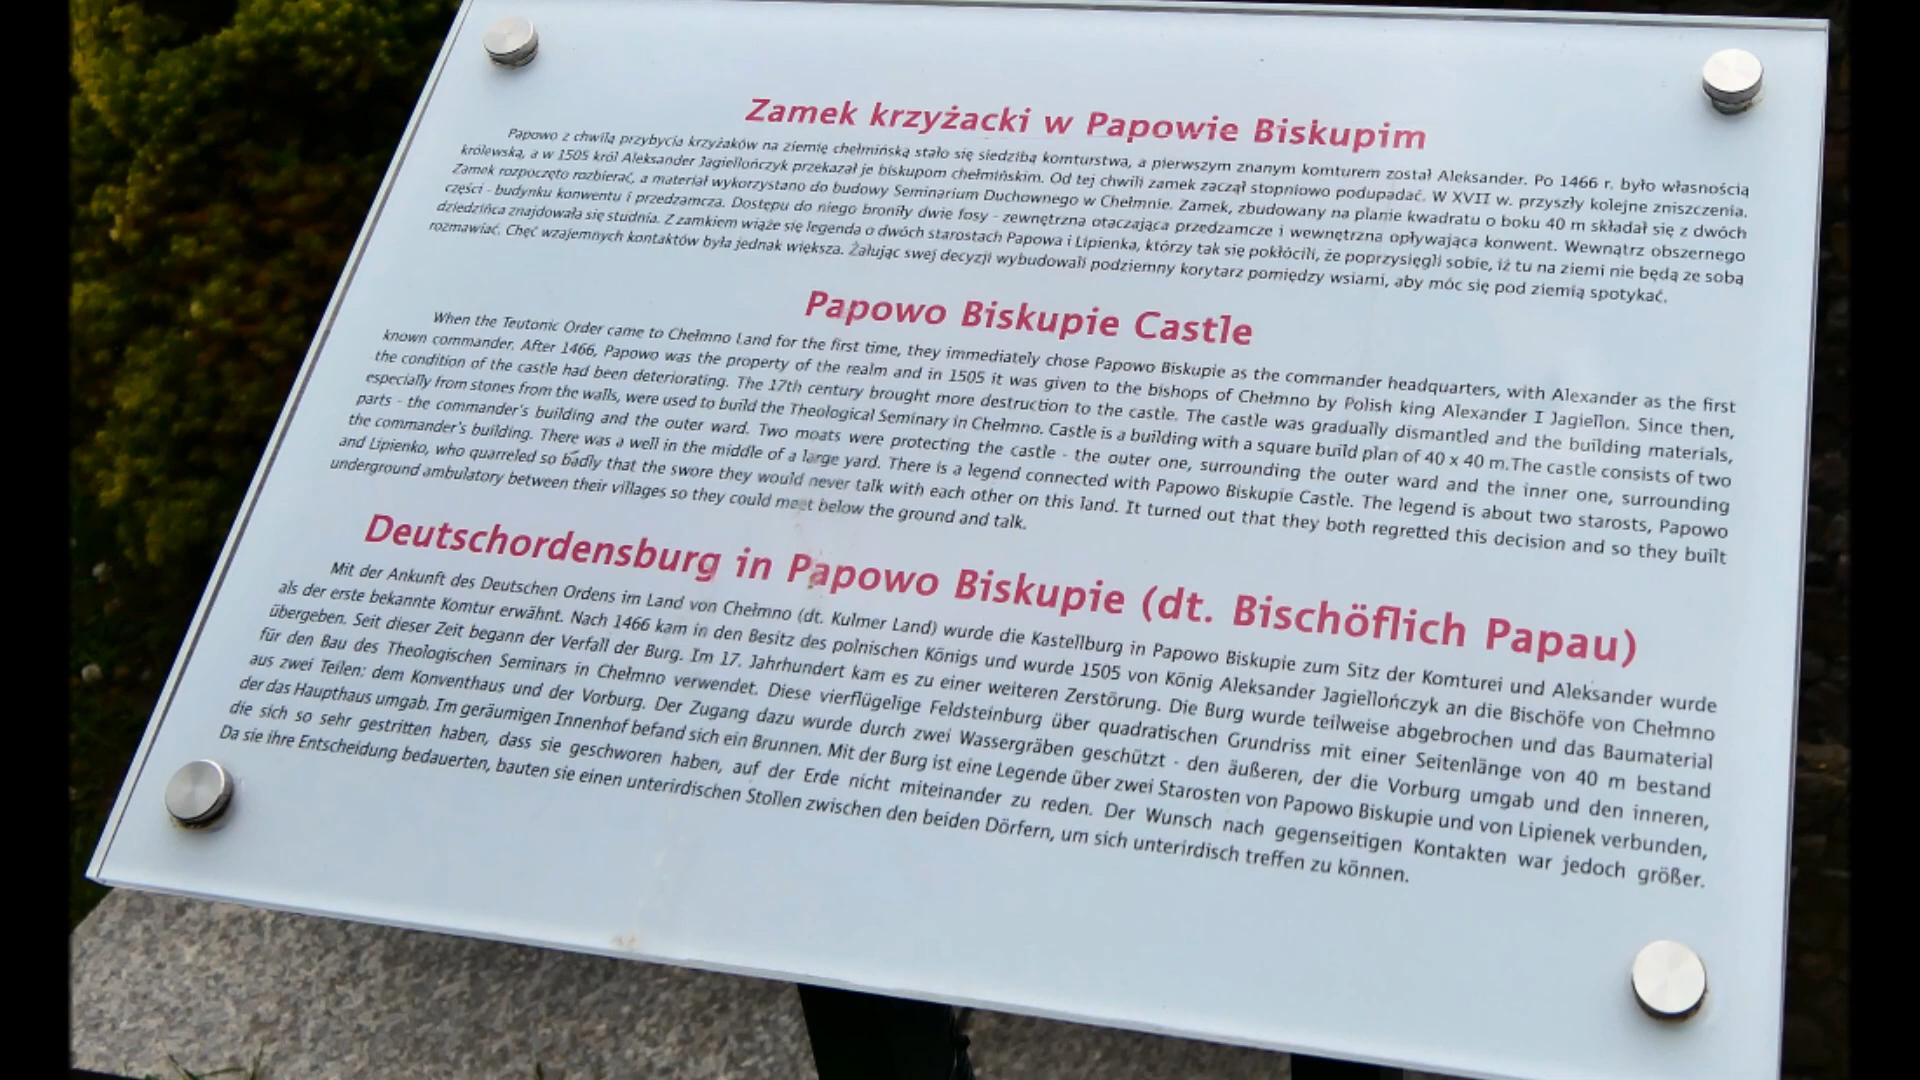 Zamek krzyżacki w Papowie Biskupim
Papowo z chwilą przybycia krzyżaków na ziemię chełmińską stało się siedzibą komturstwa, a pierwszym znanym komturem został Aleksander. Po 1466 r. było własnością
królewską, a w 1505 król Aleksander Jagiellończyk przekazał je biskupom chełmińskim. Od tej chwili zamek zaczął stopniowo podupadać. W XVII w. przyszły kolejne zniszczenia.
Zamek rozpoczęto rozbierać, a materiał wykorzystano do budowy Seminarium Duchownego w Chełmnie. Zamek, zbudowany na planie kwadratu o boku 40 m składał się z dwóch
części - budynku konwentu i przedzamcza. Dostępu do niego broniły dwie fosy - zewnętrzna otaczająca przedzamcze i wewnętrzna opływająca konwent. Wewnątrz obszernego
dziedzińca znajdowała się studnia. Z zamkiem wiąże się legenda o dwóch starostach Papowa i Lipienka, którzy tak się pokłócili, że poprzysięgli sobie, iż tu na ziemi nie będą ze sobą
rozmawiać. Chęć wzajemnych kontaktów była jednak większa. Żałując swej decyzji wybudowali podziemny korytarz pomiędzy wsiami, aby móc się pod ziemią spotykać.
Papowo Biskupie Castle
When the Teutonic Order came to Chełmno Land for the first time, they immediately chose Papowo Biskupie as the commander headquarters, with Alexander as the first
known commander. After 1466, Papowo was the property of the realm and in 1505 it was given to the bishops of Chełmno by Polish king Alexander I Jagiellon. Since then,
the condition of the castle had been deteriorating. The 17th century brought more destruction to the castle. The castle was gradually dismantled and the building materials,
especially from stones from the walls, were used to build the Theological Seminary in Chełmno. Castle is a building with a square build plan of 40 x 40 m.The castle consists of two
parts - the commander's building and the outer ward. Two moats were protecting the castle - the outer one, surrounding the outer ward and the inner one, surrounding
the commander's building. There was a well in the middle of a large yard. There is a legend connected with Papowo Biskupie Castle. The legend is about two starosts, Papowo
and Lipienko, who quarreled so badly that the swore they would never talk with each other on this land. It turned out that they both regretted this decision and so they built
underground ambulatory between their villages so they could meet below the ground and talk.
Deutschordensburg in Papowo Biskupie (dt. Bischöflich Papau)
Mit der Ankunft des Deutschen Ordens im Land von Chełmno (dt. Kulmer Land) wurde die Kastellburg in Papowo Biskupie zum Sitz der Komturei und Aleksander wurde
als der erste bekannte Komtur erwähnt. Nach 1466 kam in den Besitz des polnischen Königs und wurde 1505 von König Aleksander Jagiellończyk an die Bischöfe von Chełmno
übergeben. Seit dieser Zeit begann der Verfall der Burg. Im 17. Jahrhundert kam es zu einer weiteren Zerstörung. Die Burg wurde teilweise abgebrochen und das Baumaterial
für den Bau des Theologischen Seminars in Chełmno verwendet. Diese vierflügelige Feldsteinburg über quadratischen Grundriss mit einer Seitenlänge von 40 m bestand
aus zwei Teilen: dem Konventhaus und der Vorburg. Der Zugang dazu wurde durch zwei Wassergräben geschützt - den äußeren, der die Vorburg umgab und den inneren,
der das Haupthaus umgab. Im geräumigen Innenhof befand sich ein Brunnen. Mit der Burg ist eine Legende über zwei Starosten von Papowo Biskupie und von Lipienek verbunden,
die sich so sehr gestritten haben, dass sie geschworen haben, auf der Erde nicht miteinander zu reden. Der Wunsch nach gegenseitigen Kontakten war jedoch größer.
Da sie ihre Entscheidung bedauerten, bauten sie einen unterirdischen Stollen zwischen den beiden Dörfern, um sich unterirdisch treffen zu können.